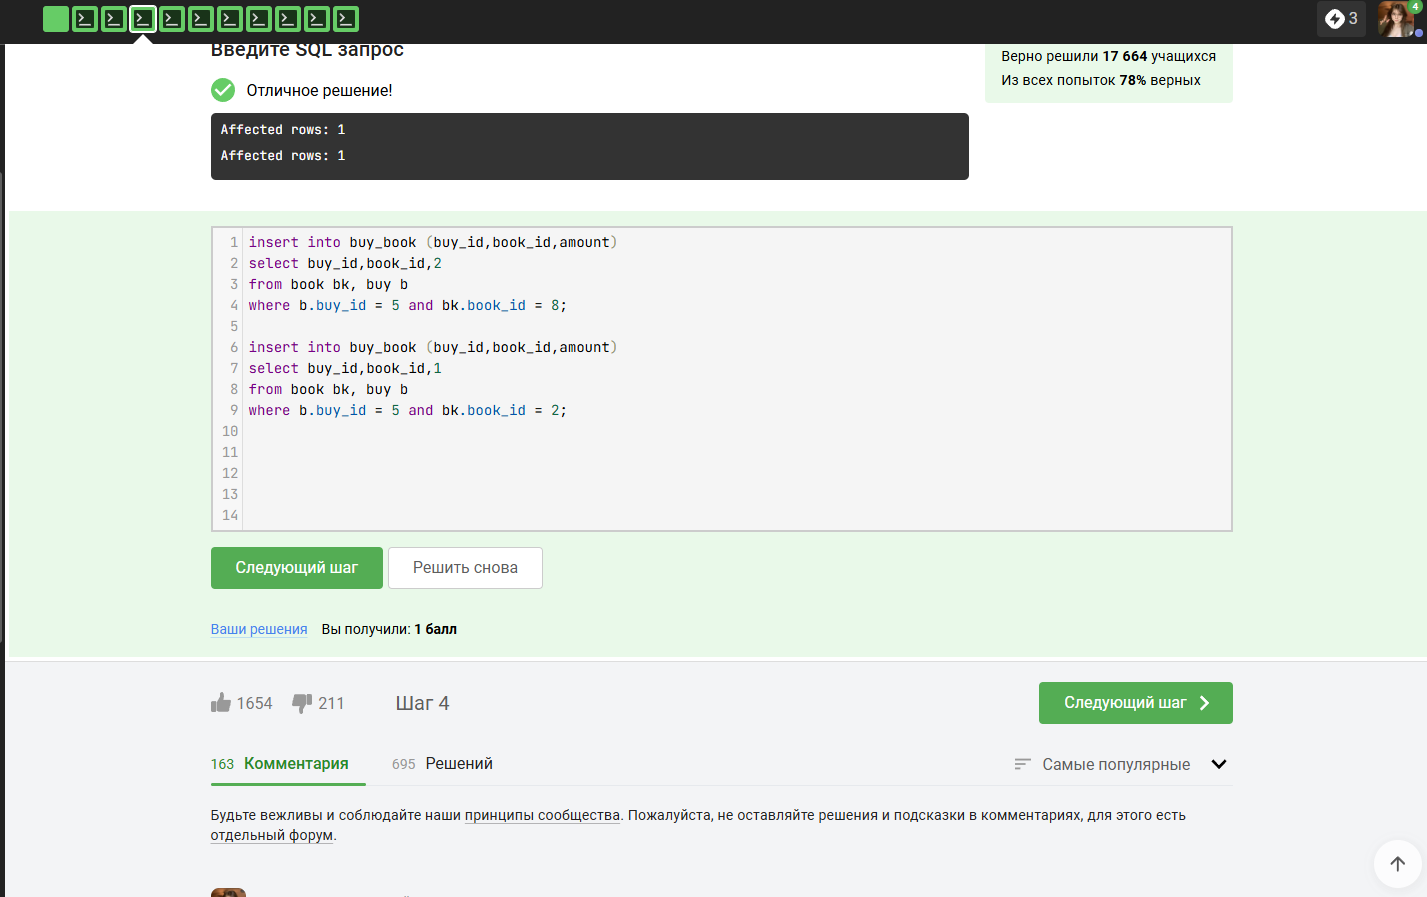 3
4
Введите SQL запрос
Верно решили 17 664 учащихся
Из всех попыток 78% верных
Отличное решение!
Affected rows: 1
Affected rows: 1
1 insert into buy_book (buy_id,book_id,amount)
2 select buy_id,book_id,2
3 from book bk, buy b
4 where b.buy_id = 5 and bk.book_id = 8;
5
6 insert into buy_book (buy_id,book_id,amount)
7 select buy_id,book_id,1
8 from book bk, buy b
9 where b.buy_id = 5 and bk.book_id = 2;
10
11
12
13
14
Следующий шаг Решить снова
Ваши решения Вы получили: 1 балл
1654 211 Шаг 4 Следующий шаг
163 Комментария 695 Решений Самые популярные
Будьте вежливы и соблюдайте наши принципы сообщества. Пожалуйста, не оставляйте решения и подсказки в комментариях, для этого есть
отдельный форум.